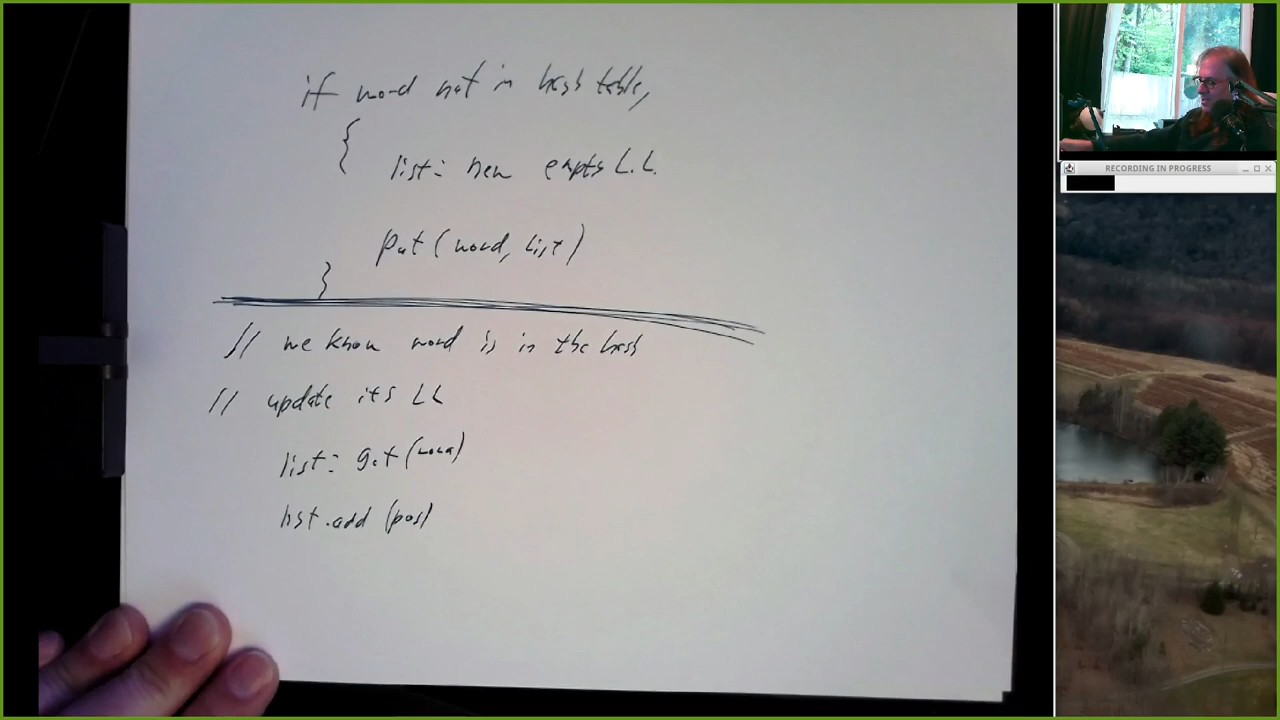 if word not in hash table,
{
list = new empty L.L.
put (word, list)
}
// we know word is in the hash
// update its LL
list = get (word)
list.add (pos)
RECORDING IN PROGRESS